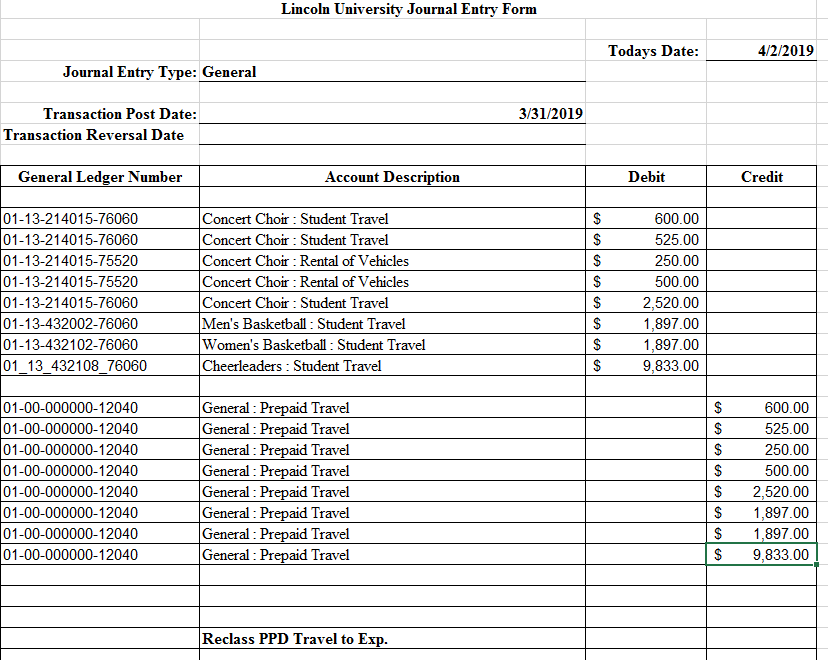 Lincoln University Journal Entry Form
Todays Date: 4/2/2019
Journal Entry Type: General
Transaction Post Date: 3/31/2019
Transaction Reversal Date
General Ledger Number Account Description Debit Credit
01-13-214015-76060 Concert Choir : Student Travel $ 600.00
01-13-214015-76060 Concert Choir : Student Travel $ 525.00
01-13-214015-75520 Concert Choir : Rental of Vehicles $ 250.00
01-13-214015-75520 Concert Choir : Rental of Vehicles $ 500.00
01-13-214015-76060 Concert Choir : Student Travel $ 2,520.00
01-13-432002-76060 Men's Basketball : Student Travel $ 1,897.00
01-13-432102-76060 Women's Basketball : Student Travel $ 1,897.00
01_13_432108_76060 Cheerleaders : Student Travel $ 9,833.00
01-00-000000-12040 General : Prepaid Travel $ 600.00
01-00-000000-12040 General : Prepaid Travel $ 525.00
01-00-000000-12040 General : Prepaid Travel $ 250.00
01-00-000000-12040 General : Prepaid Travel $ 500.00
01-00-000000-12040 General : Prepaid Travel $ 2,520.00
01-00-000000-12040 General : Prepaid Travel $ 1,897.00
01-00-000000-12040 General : Prepaid Travel $ 1,897.00
01-00-000000-12040 General : Prepaid Travel $ 9,833.00
Reclass PPD Travel to Exp.